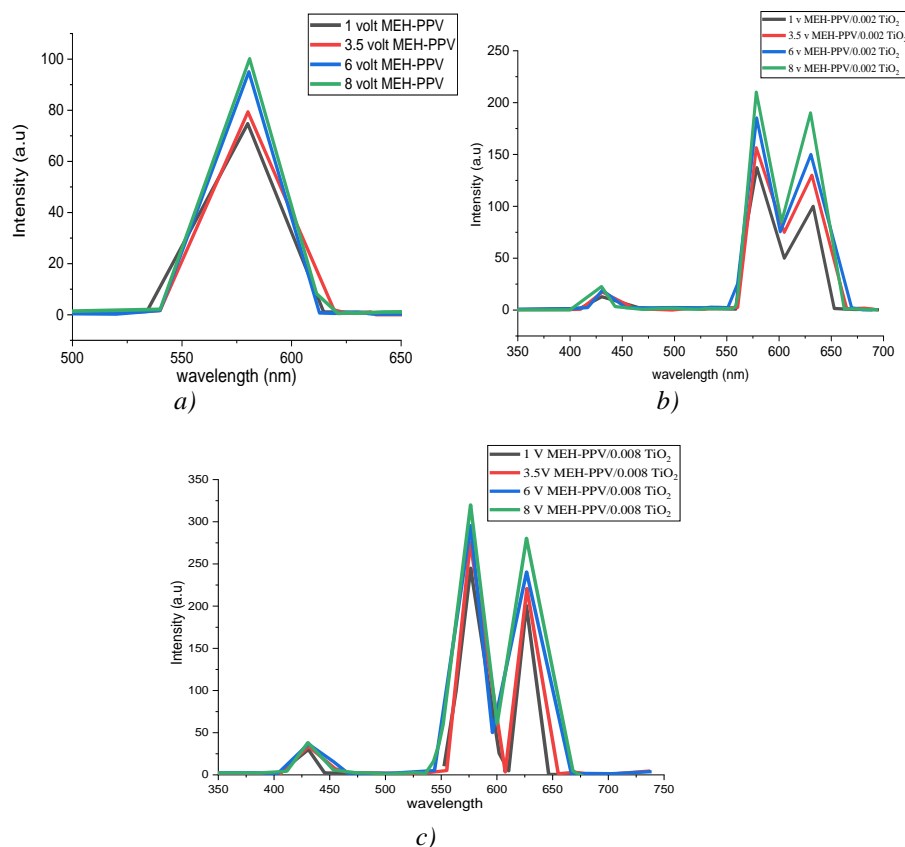 1 volt MEH-PPV
3.5 volt MEH-PPV
6 volt MEH-PPV
8 volt MEH-PPV
100
80
60
40
20
0
Intensity (a.u)
500 550 600 650
wavelength (nm)
a)
1 v MEH-PPV/0.002 TiO₂
3.5 v MEH-PPV/0.002 TiO₂
6 v MEH-PPV/0.002 TiO₂
8 v MEH-PPV/0.002 TiO₂
250
200
150
100
50
0
Intensity (a.u)
350 400 450 500 550 600 650 700
wavelength (nm)
b)
1 V MEH-PPV/0.008 TiO₂
3.5V MEH-PPV/0.008 TiO₂
6 V MEH-PPV/0.008 TiO₂
8 V MEH-PPV/0.008 TiO₂
350
300
250
200
150
100
50
0
Intensity (a.u)
350 400 450 500 550 600 650 700 750
wavelength
c)